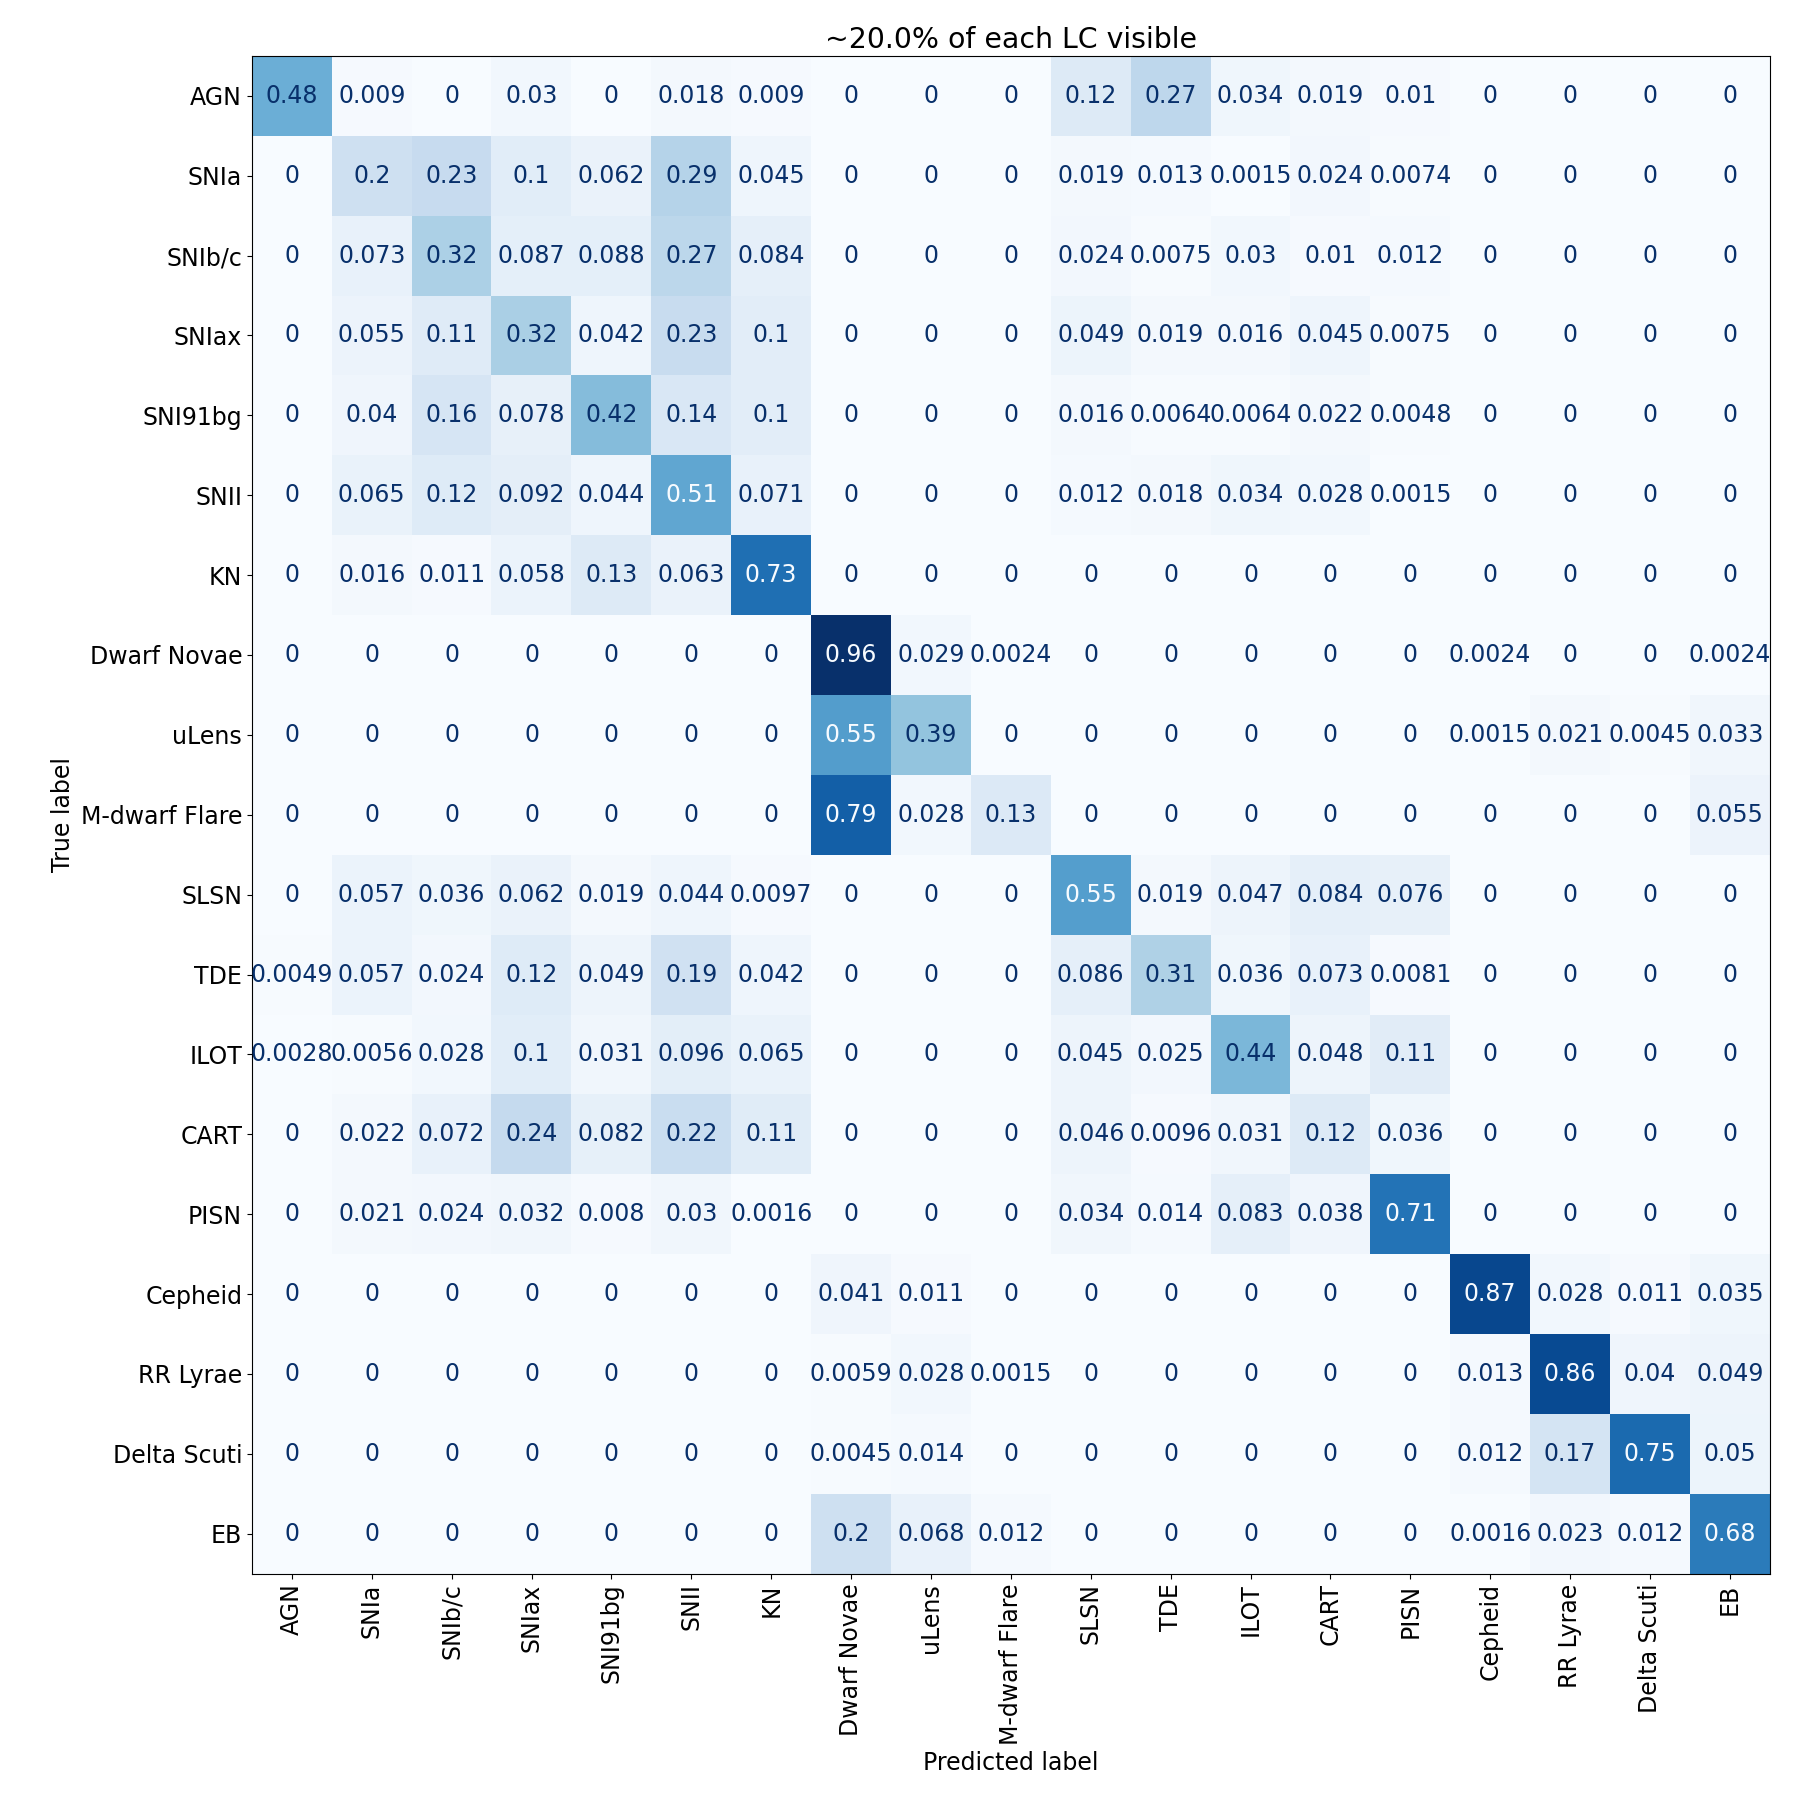 ~20.0% of each LC visible
AGN 0.48 0.009 0 0.03 0 0.018 0.009 0 0 0 0.12 0.27 0.034 0.019 0.01 0 0 0 0
SNIa 0 0.2 0.23 0.1 0.062 0.29 0.045 0 0 0 0.019 0.013 0.0015 0.024 0.0074 0 0 0 0
SNIb/c 0 0.073 0.32 0.087 0.088 0.27 0.084 0 0 0 0.024 0.0075 0.03 0.01 0.012 0 0 0 0
SNIax 0 0.055 0.11 0.32 0.042 0.23 0.1 0 0 0 0.049 0.019 0.016 0.045 0.0075 0 0 0 0
SNI91bg 0 0.04 0.16 0.078 0.42 0.14 0.1 0 0 0 0.016 0.0064 0.0064 0.022 0.0048 0 0 0 0
SNII 0 0.065 0.12 0.092 0.044 0.51 0.071 0 0 0 0.012 0.018 0.034 0.028 0.0015 0 0 0 0
KN 0 0.016 0.011 0.058 0.13 0.063 0.73 0 0 0 0 0 0 0 0 0 0 0 0
Dwarf Novae 0 0 0 0 0 0 0 0.96 0.029 0.0024 0 0 0 0 0 0.0024 0 0 0.0024
uLens 0 0 0 0 0 0 0 0.55 0.39 0 0 0 0 0 0 0.0015 0.021 0.0045 0.033
M-dwarf Flare 0 0 0 0 0 0 0 0.79 0.028 0.13 0 0 0 0 0 0 0 0 0.055
SLSN 0 0.057 0.036 0.062 0.019 0.044 0.0097 0 0 0 0.55 0.019 0.047 0.084 0.076 0 0 0 0
TDE 0.0049 0.057 0.024 0.12 0.049 0.19 0.042 0 0 0 0.086 0.31 0.036 0.073 0.0081 0 0 0 0
ILOT 0.0028 0.0056 0.028 0.1 0.031 0.096 0.065 0 0 0 0.045 0.025 0.44 0.048 0.11 0 0 0 0
CART 0 0.022 0.072 0.24 0.082 0.22 0.11 0 0 0 0.046 0.0096 0.031 0.12 0.036 0 0 0 0
PISN 0 0.021 0.024 0.032 0.008 0.03 0.0016 0 0 0 0.034 0.014 0.083 0.038 0.71 0 0 0 0
Cepheid 0 0 0 0 0 0 0 0.041 0.011 0 0 0 0 0 0 0.87 0.028 0.011 0.035
RR Lyrae 0 0 0 0 0 0 0 0.0059 0.028 0.0015 0 0 0 0 0 0.013 0.86 0.04 0.049
Delta Scuti 0 0 0 0 0 0 0 0.0045 0.014 0 0 0 0 0 0 0.012 0.17 0.75 0.05
EB 0 0 0 0 0 0 0 0.2 0.068 0.012 0 0 0 0 0 0.0016 0.023 0.012 0.68
True label
AGN SNIa SNIb/c SNIax SNI91bg SNII KN Dwarf Novae uLens M-dwarf Flare SLSN TDE ILOT CART PISN Cepheid RR Lyrae Delta Scuti EB
Predicted label